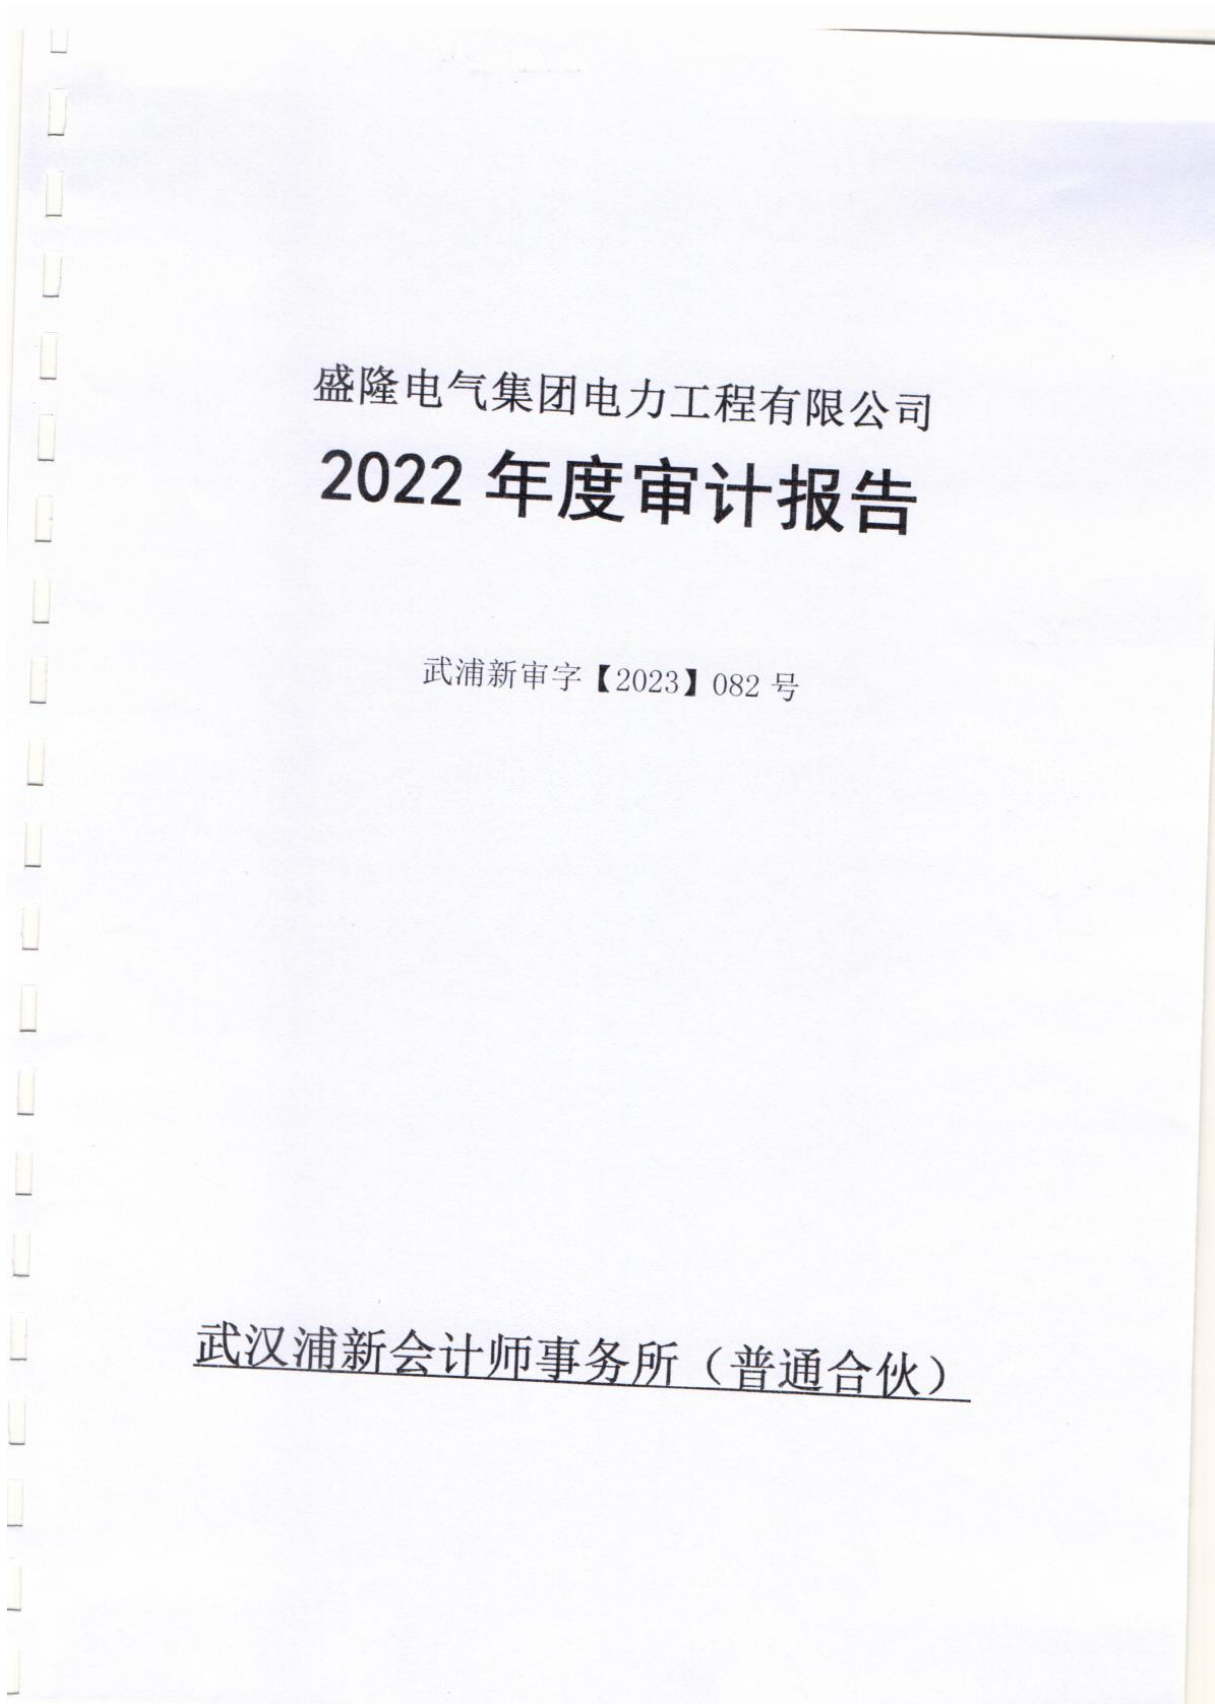 盛隆电气集团电力工程有限公司
2022 年度审计报告
武浦新审字【2023】082 号
武汉浦新会计师事务所（普通合伙）